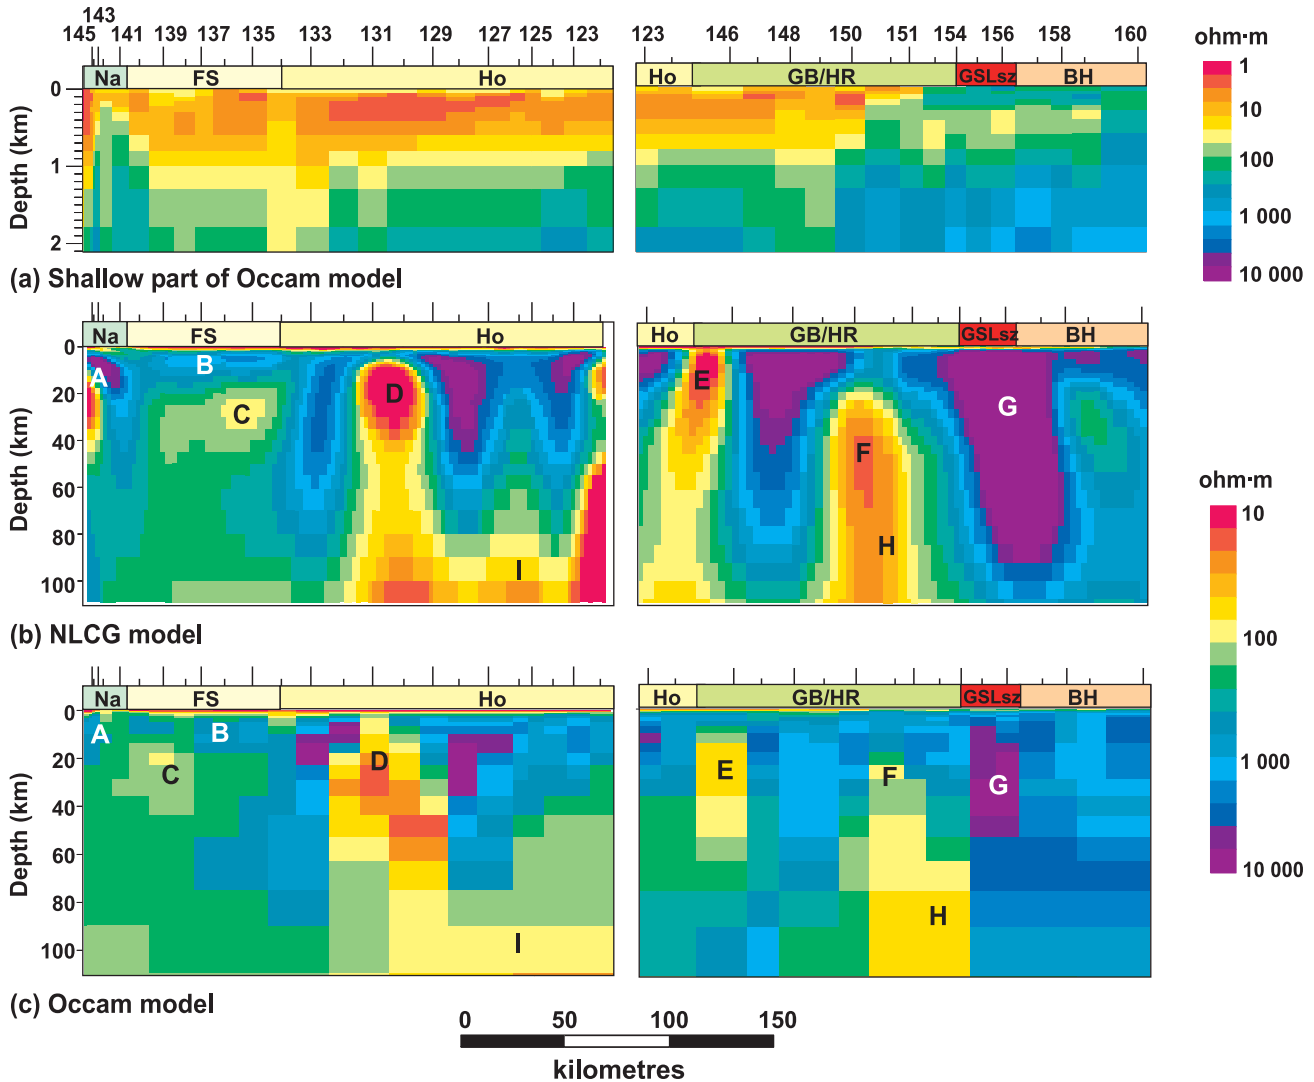 143
145 141 139 137 135 133 131 129 127 125 123 123 146 148 150 151 154 156 158 160
ohm·m
Na FS Ho Ho GB/HR GSLsz BH
0
1
2
Depth (km)
1
10
100
1 000
10 000
(a) Shallow part of Occam model
Na FS Ho Ho GB/HR GSLsz BH
0
20
40
60
80
100
Depth (km)
A B C D I E F H G
(b) NLCG model
ohm·m
10
100
1 000
10 000
Na FS Ho Ho GB/HR GSLsz BH
0
20
40
60
80
100
Depth (km)
A B C D I E F H G
(c) Occam model
0 50 100 150
kilometres